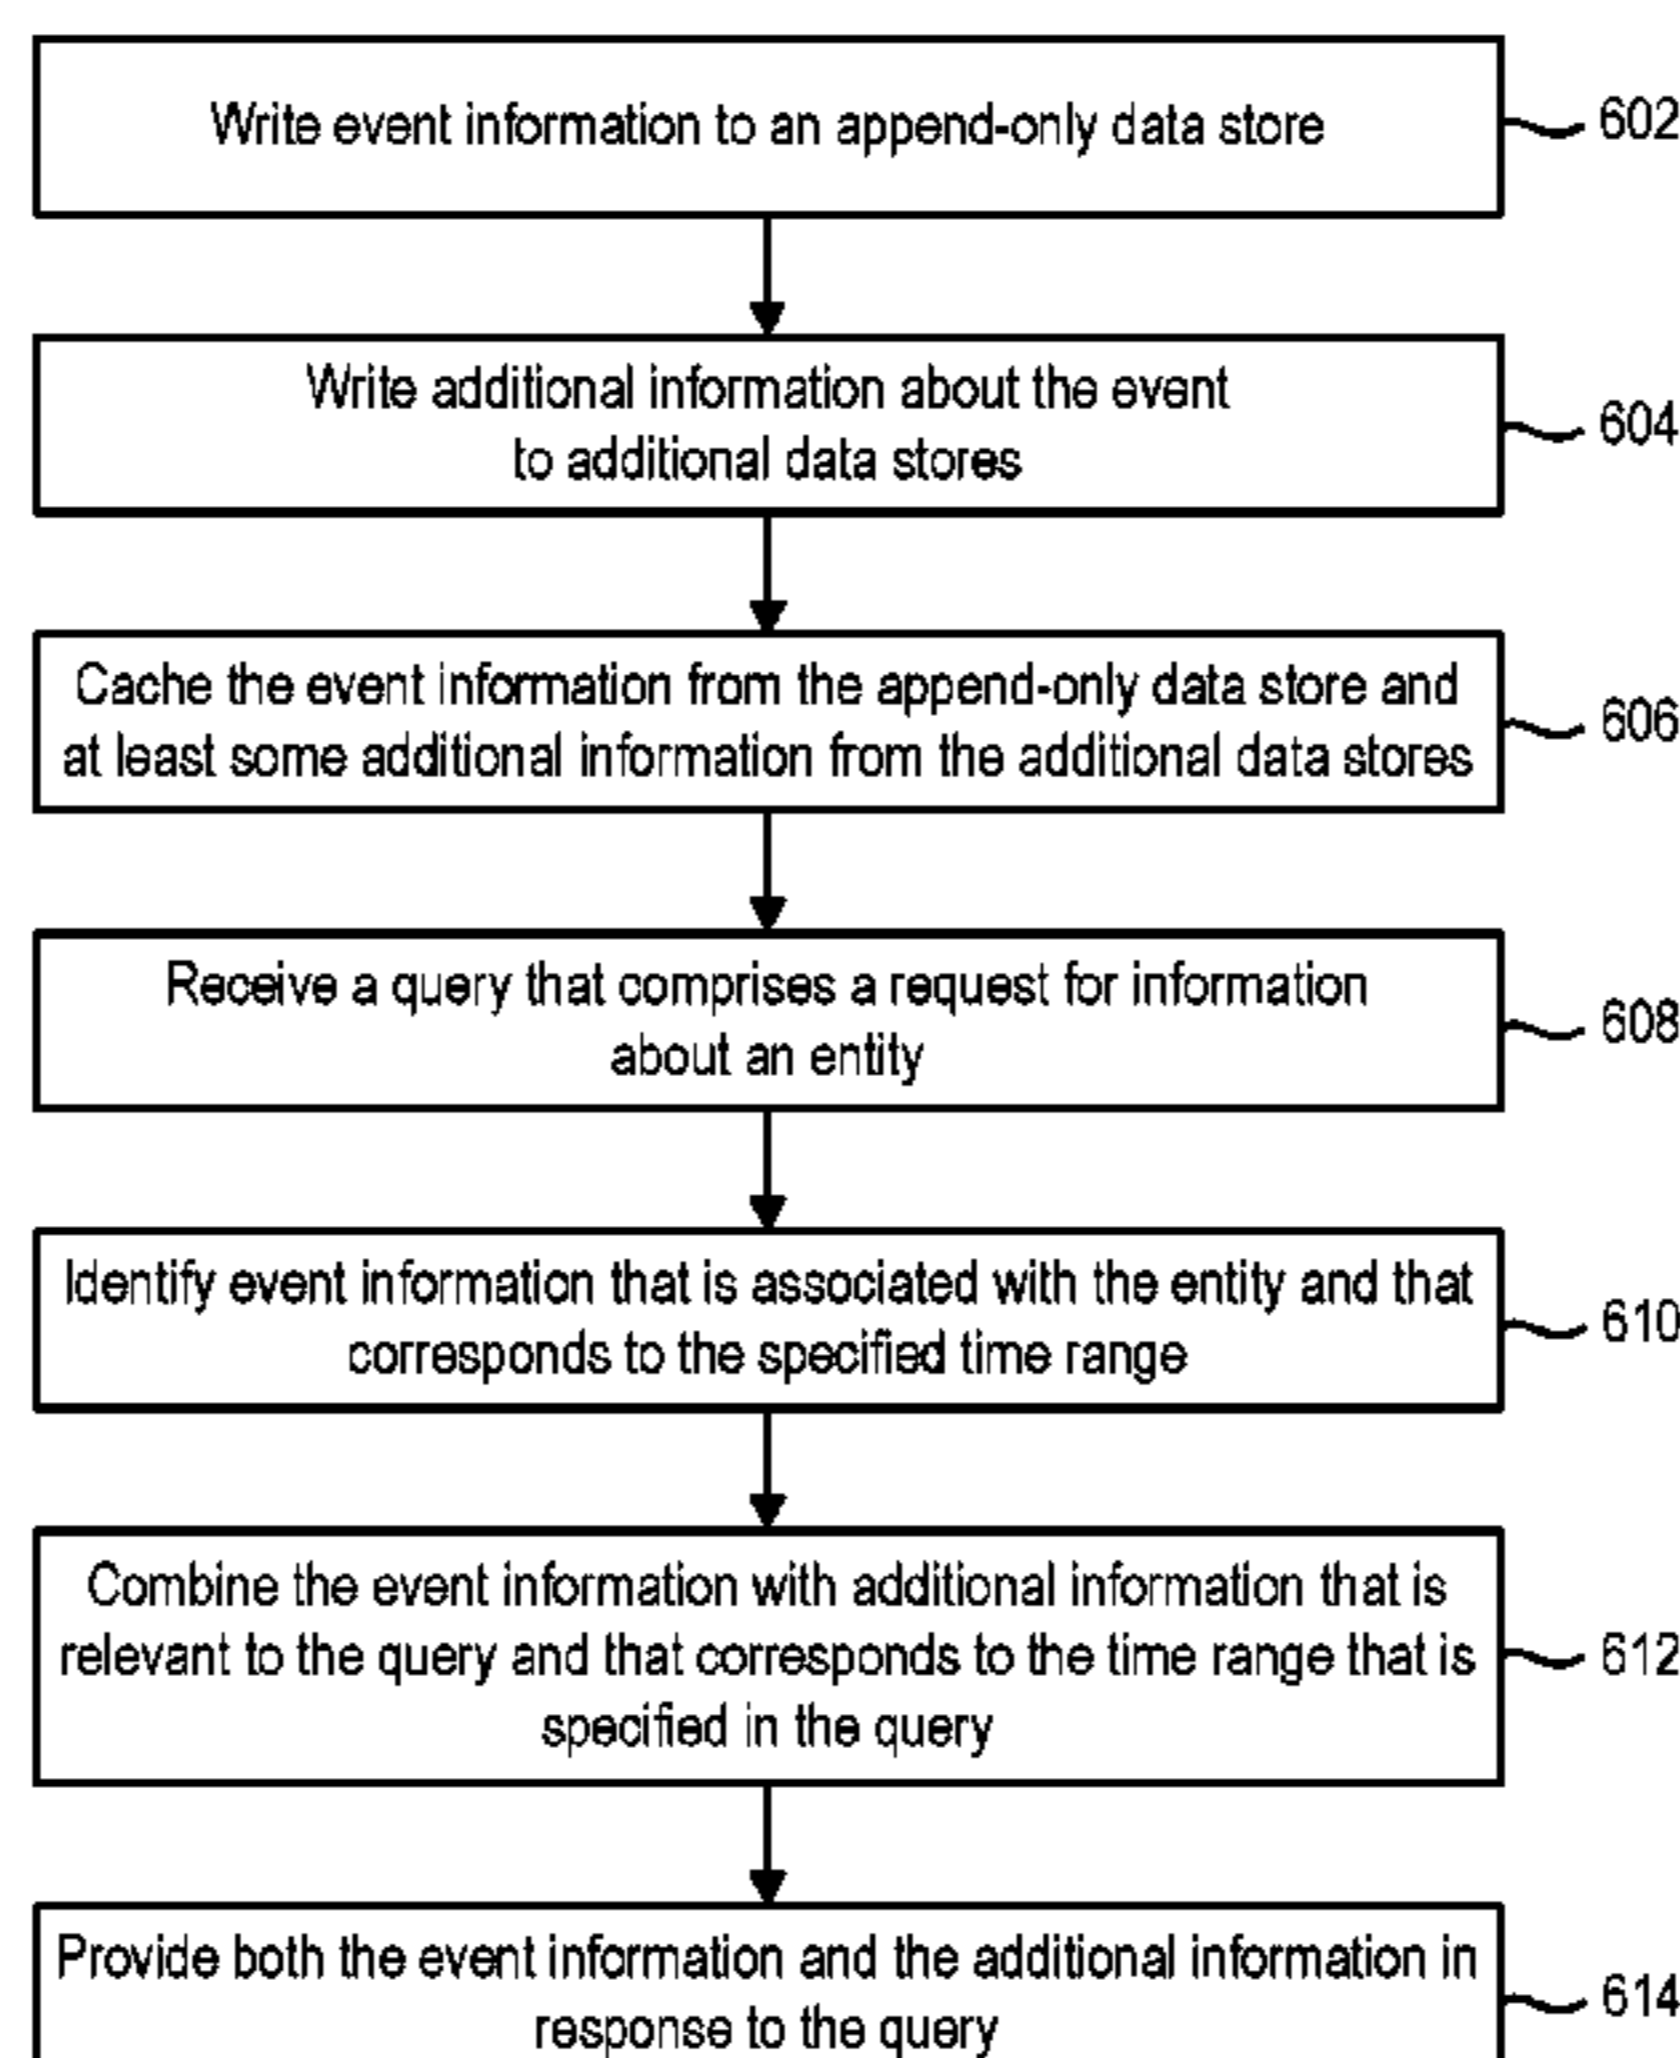 Write event information to an append-only data store
602
Write additional information about the event
to additional data stores
604
Cache the event information from the append-only data store and
at least some additional information from the additional data stores
606
Receive a query that comprises a request for information
about an entity
608
Identify event information that is associated with the entity and that
corresponds to the specified time range
610
Combine the event information with additional information that is
relevant to the query and that corresponds to the time range that is
specified in the query
612
Provide both the event information and the additional information in
response to the query
614